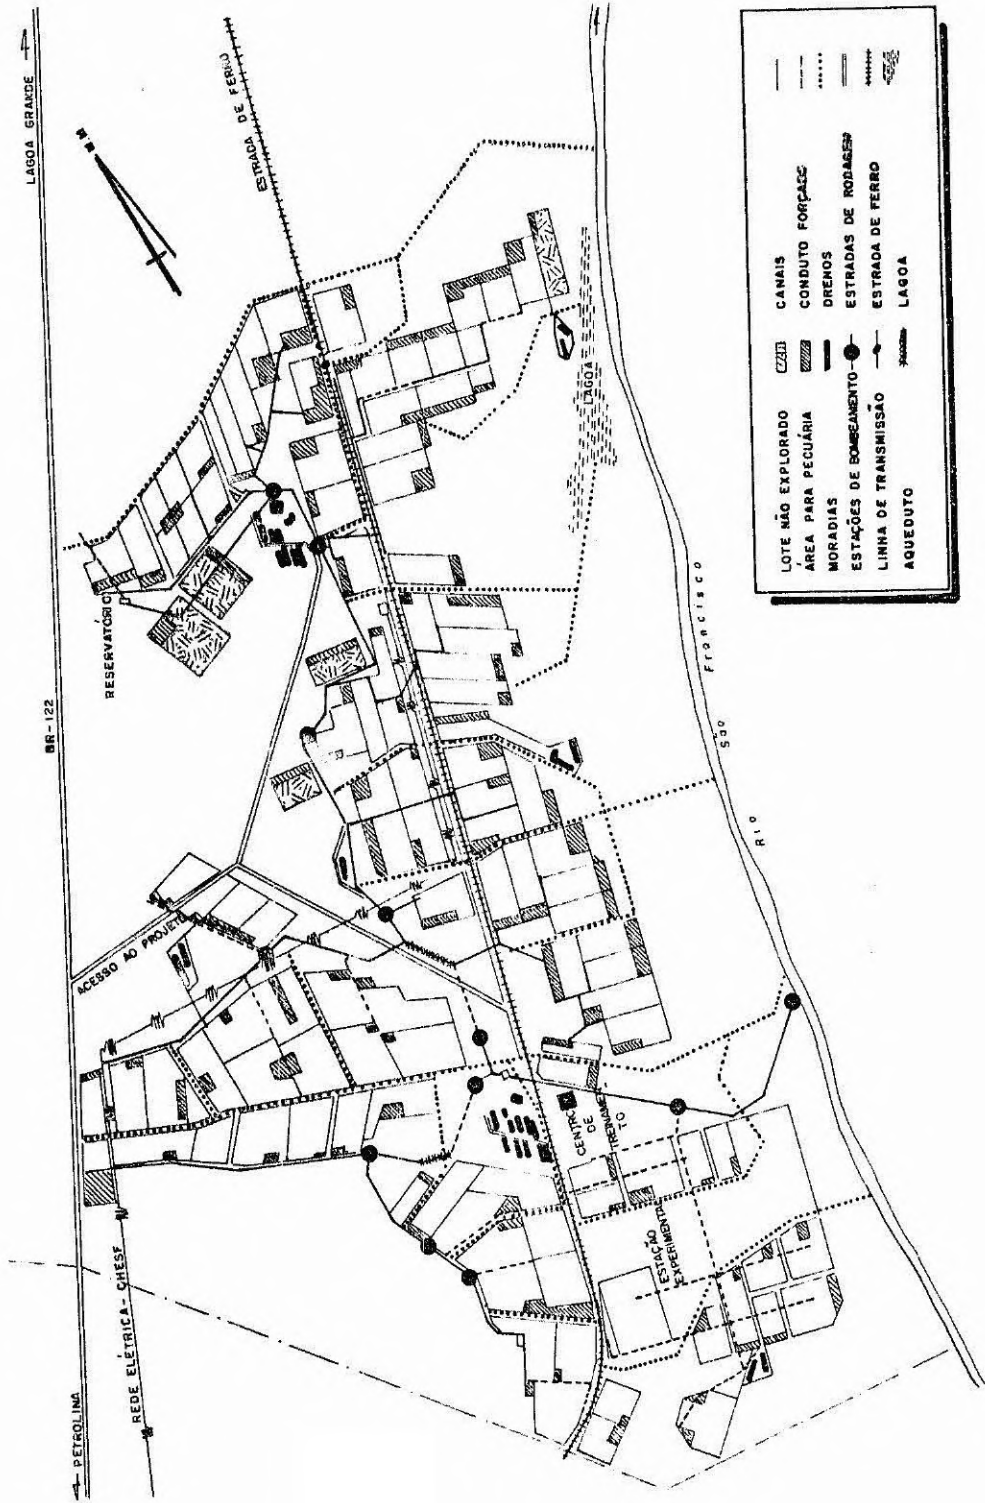 LAGOA GRANDE
BR-122
PETROLINA
ESTRADA DE FERRO
RESERVATÓRIO
ACESSO AO PROJETO
REDE ELÉTRICA - CHESF
LAGOA
Rio São Francisco
CENTRO
DE
TREINAMEN
TO
ESTAÇÃO
EXPERIMENTAL
LOTE NÃO EXPLORADO
ÁREA PARA PECUÁRIA
MORADIAS
ESTAÇÕES DE BOMBEAMENTO
LINHA DE TRANSMISSÃO
AQUEDUTO
CANAIS
CONDUTO FORÇADO
DRENOS
ESTRADAS DE RODAGEM
ESTRADA DE FERRO
LAGOA